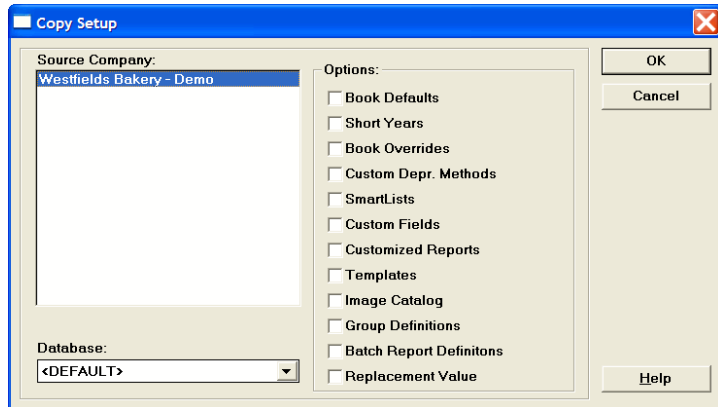 Copy Setup
Source Company:
Westfields Bakery - Demo
Database:
<DEFAULT>
Options:
Book Defaults
Short Years
Book Overrides
Custom Depr. Methods
SmartLists
Custom Fields
Customized Reports
Templates
Image Catalog
Group Definitions
Batch Report Definitons
Replacement Value
OK
Cancel
Help